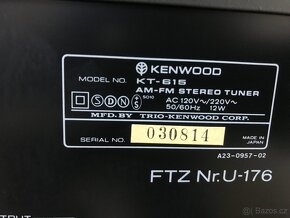 KENWOOD
MODEL NO. KT-615
AM-FM STEREO TUNER
S D N S
5010
AC 120V~/220V~
50/60Hz 12W
MFD. BY TRIO-KENWOOD CORP.
SERIAL NO. 030814
MADE IN
JAPAN
A23-0957-02
FTZ Nr. U-176